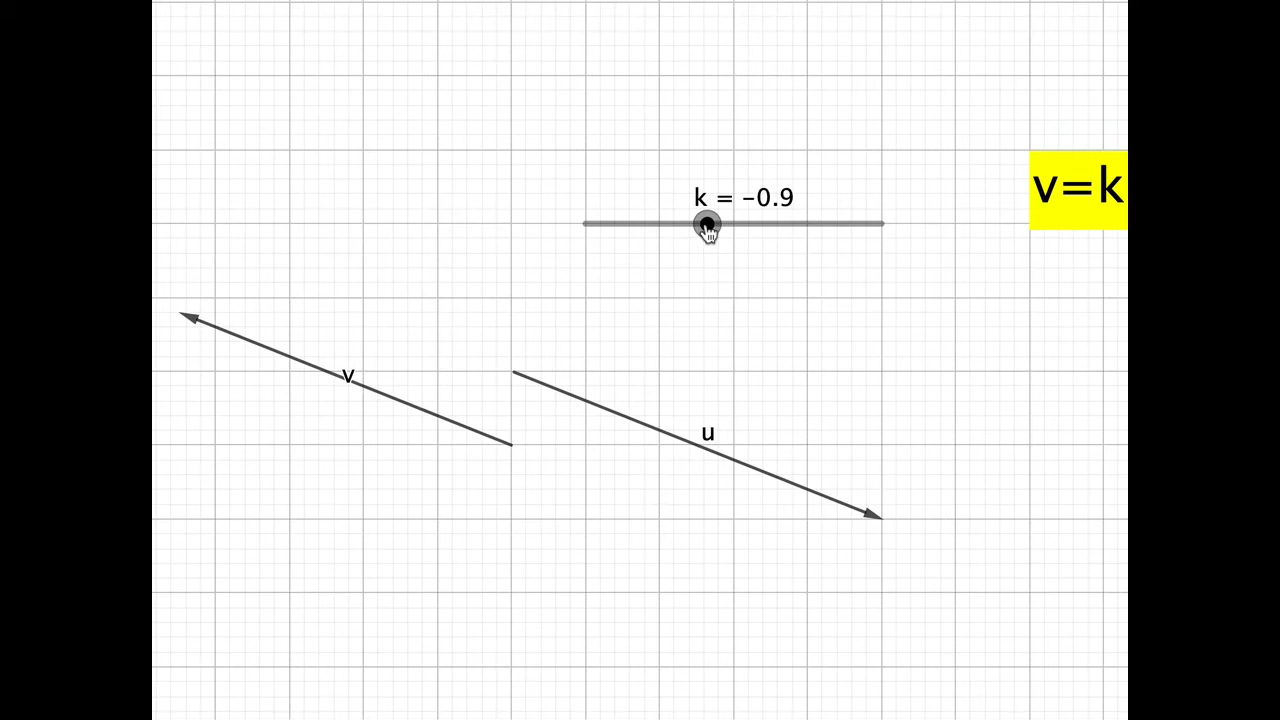 k = −0.9
v=k
v
u